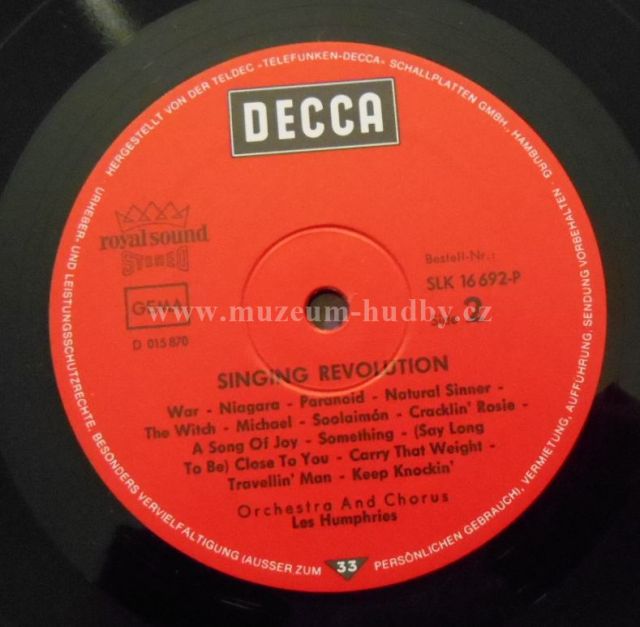 HERGESTELLT VON DER TELDEC »TELEFUNKEN-DECCA« SCHALLPLATTEN GMBH., HAMBURG ·
URHEBER- UND LEISTUNGSSCHUTZRECHTE, BESONDERS VERVIELFÄLTIGUNG (AUSSER ZUM PERSÖNLICHEN GEBRAUCH), VERMIETUNG, AUFFÜHRUNG, SENDUNG VORBEHALTEN ·
DECCA
royal sound
STEREO
Bestell-Nr.:
SLK 16 692-P
GEMA
www.muzeum-hudby.cz
Seite 2
D 015 870
SINGING REVOLUTION
War - Niagara - Paranoid - Natural Sinner -
The Witch - Michael - Soolaimón - Cracklin' Rosie -
A Song Of Joy - Something - (Say Long
To Be) Close To You - Carry That Weight -
Travellin' Man - Keep Knockin'
Orchestra And Chorus
Les Humphries
33